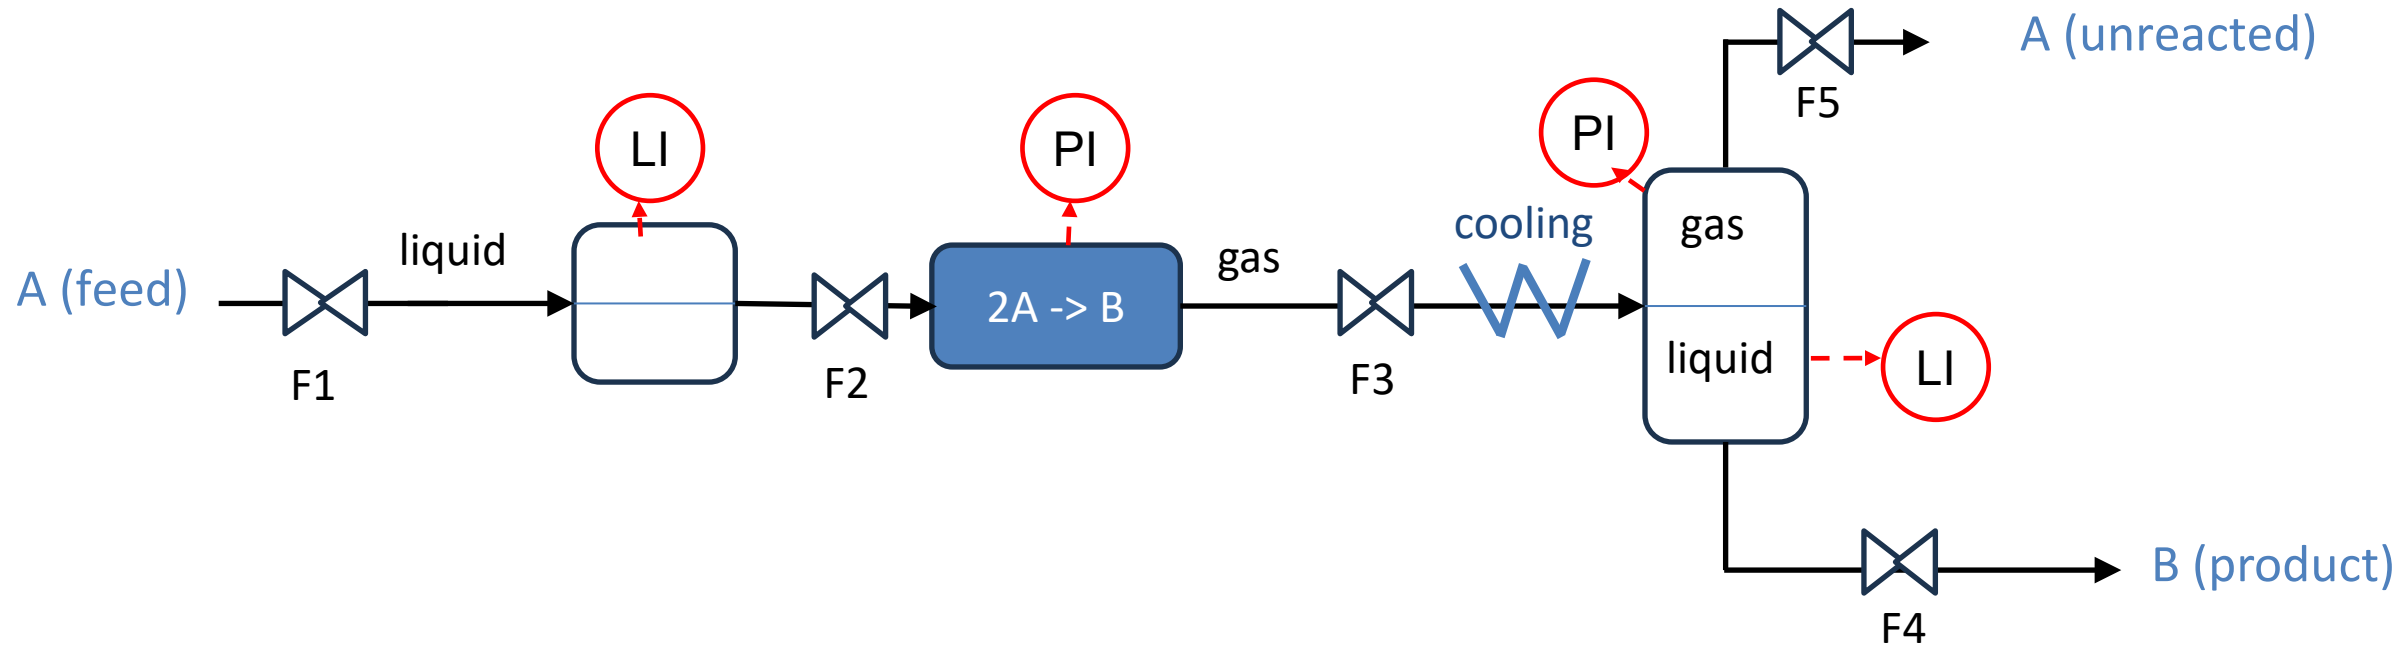 A (feed)
F1
liquid
LI
F2
PI
2A -> B
gas
F3
cooling
PI
gas
liquid
LI
F5
A (unreacted)
F4
B (product)